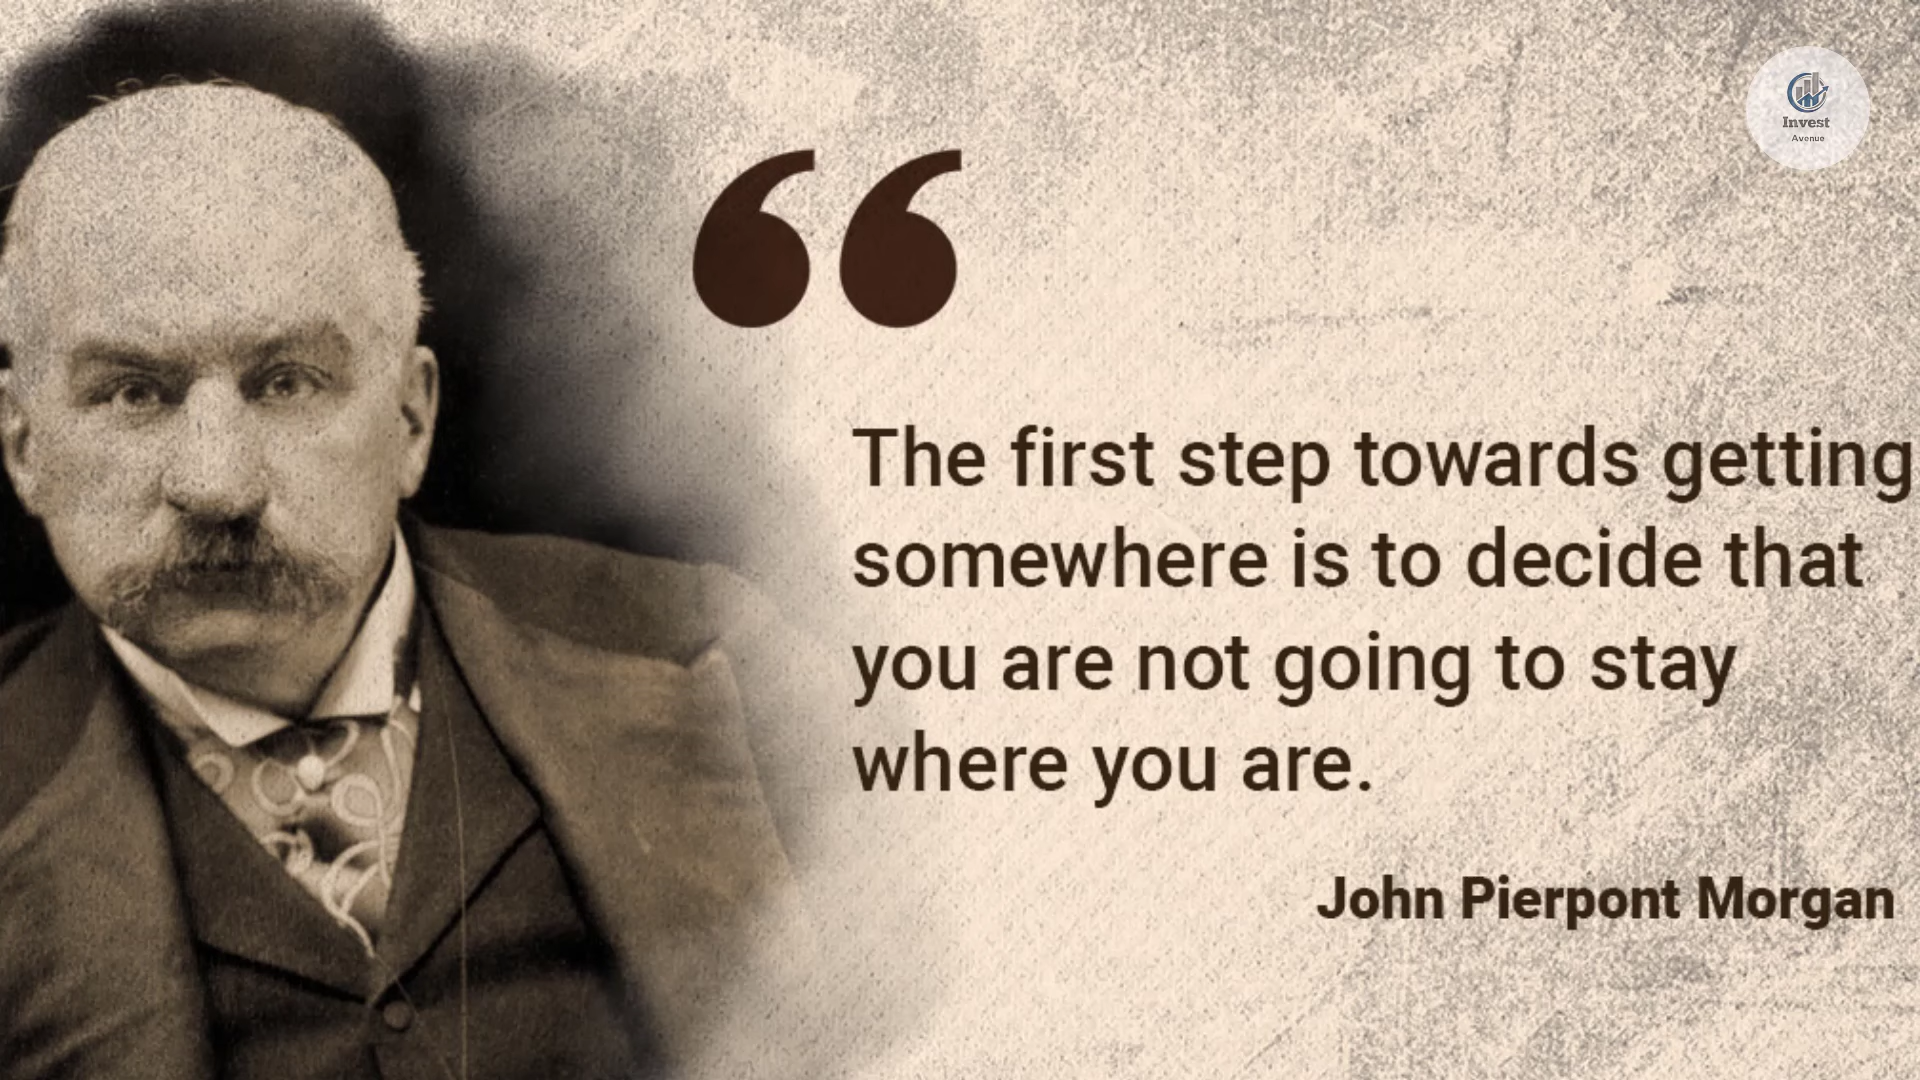 Invest
Avenue
“
The first step towards getting
somewhere is to decide that
you are not going to stay
where you are.
John Pierpont Morgan